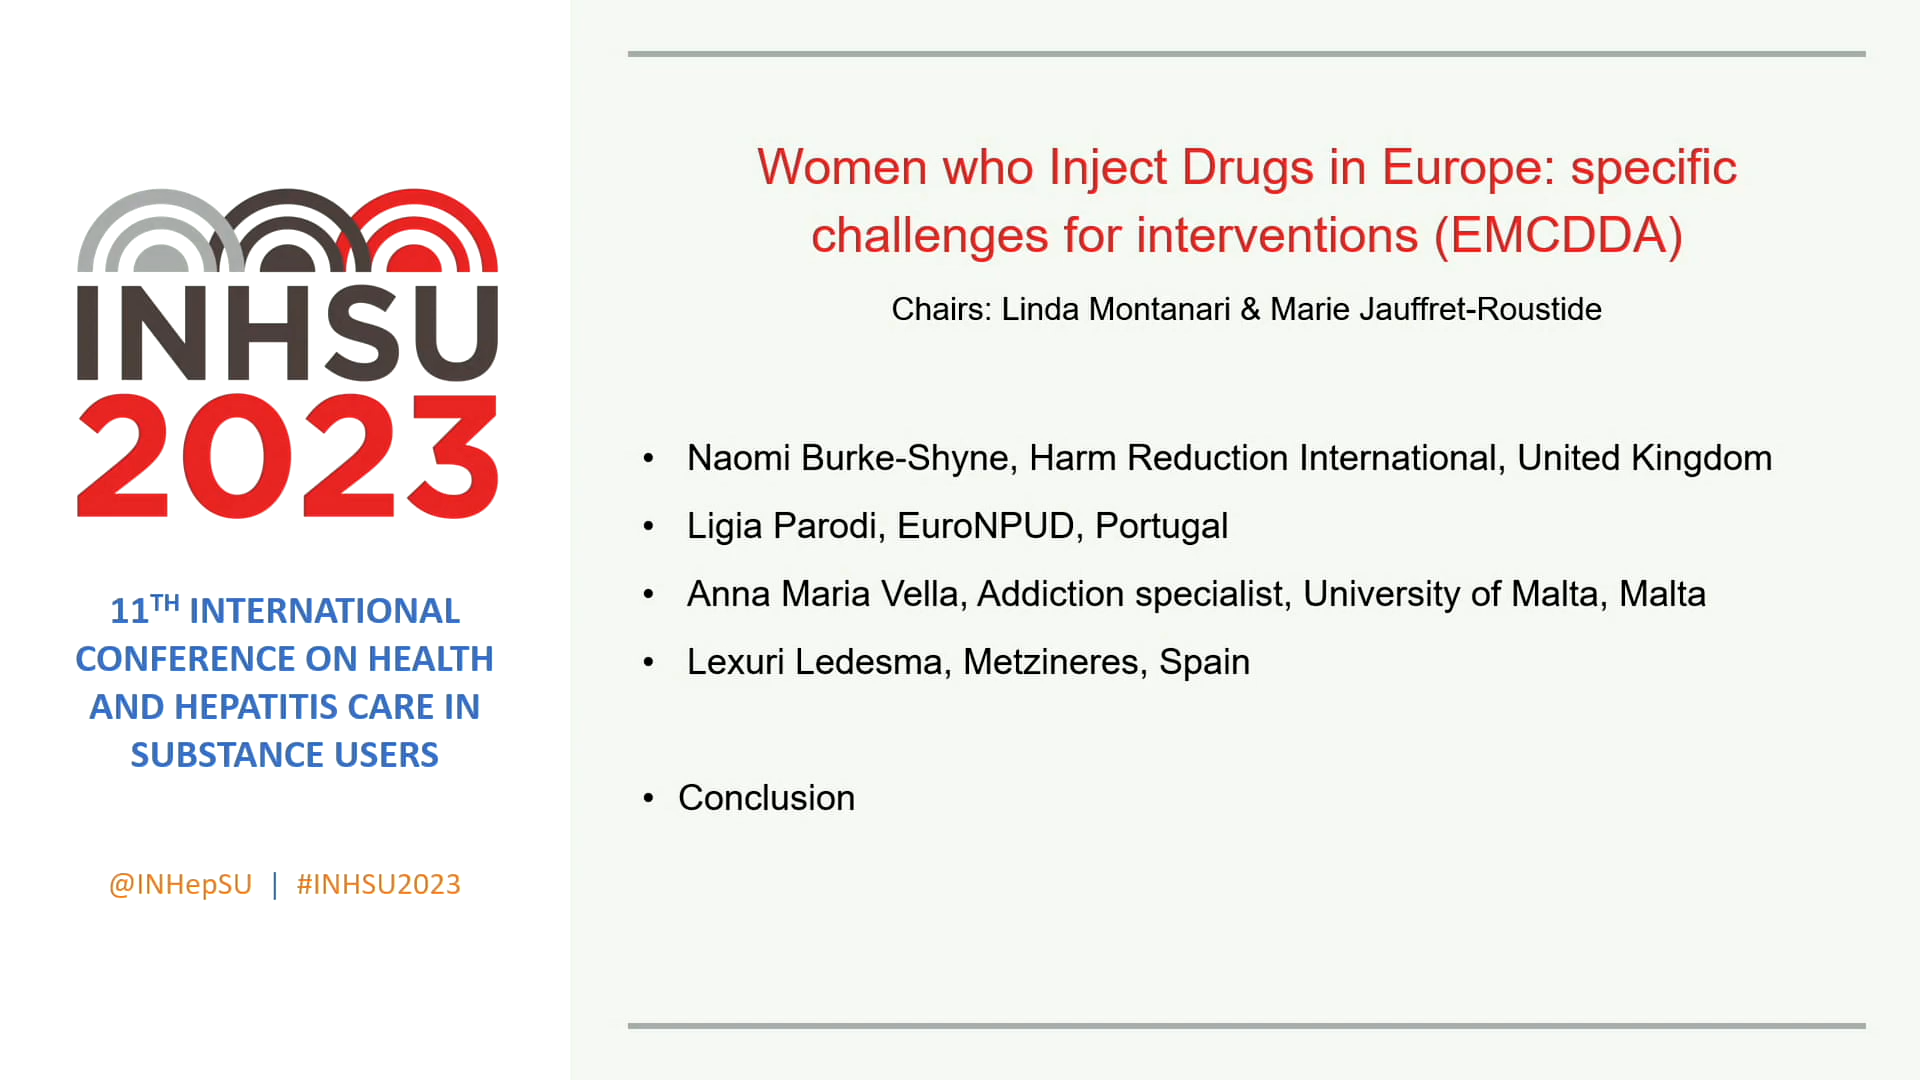 INHSU
2023
11TH INTERNATIONAL
CONFERENCE ON HEALTH
AND HEPATITIS CARE IN
SUBSTANCE USERS
@INHepSU | #INHSU2023
Women who Inject Drugs in Europe: specific
challenges for interventions (EMCDDA)
Chairs: Linda Montanari & Marie Jauffret-Roustide
• Naomi Burke-Shyne, Harm Reduction International, United Kingdom
• Ligia Parodi, EuroNPUD, Portugal
• Anna Maria Vella, Addiction specialist, University of Malta, Malta
• Lexuri Ledesma, Metzineres, Spain
• Conclusion